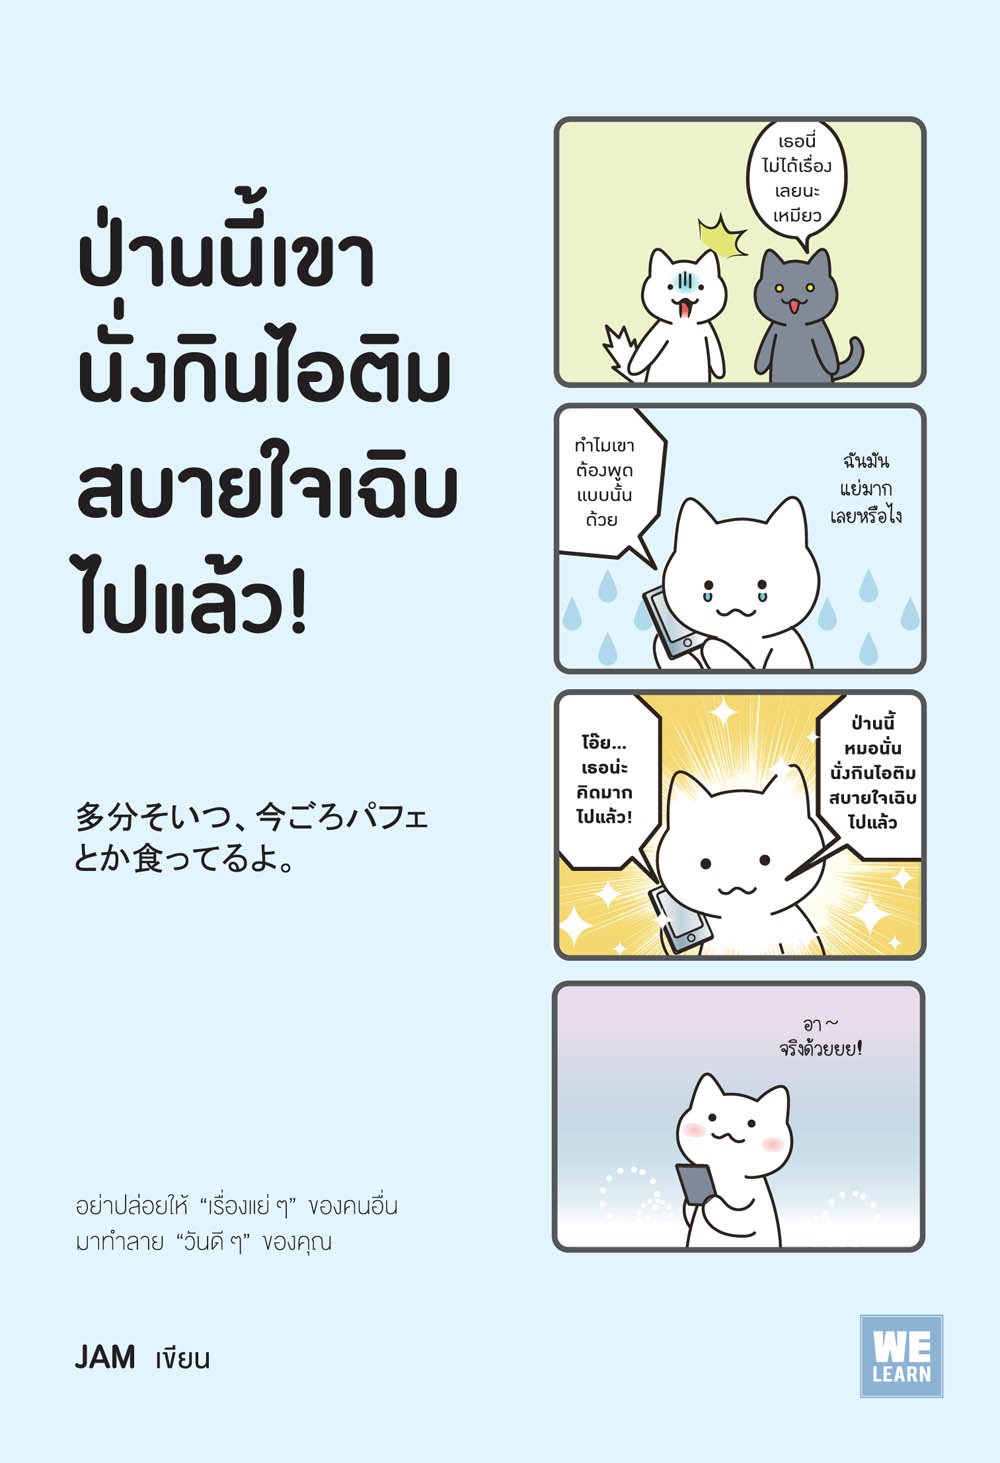 ป่านนี้เขา
นั่งกินไอติม
สบายใจเฉิบ
ไปแล้ว!
多分そいつ、今ごろパフェ
とか食ってるよ。
อย่าปล่อยให้ “เรื่องแย่ ๆ” ของคนอื่น
มาทำลาย “วันดี ๆ” ของคุณ
JAM เขียน
เธอนี่
ไม่ได้เรื่อง
เลยนะ
เหมียว
ทำไมเขา
ต้องพูด
แบบนั้น
ด้วย
ฉันมัน
แย่มาก
เลยหรือไง
โอ๊ย...
เธอน่ะ
คิดมาก
ไปแล้ว!
ป่านนี้
หมอนั่น
นั่งกินไอติม
สบายใจเฉิบ
ไปแล้ว
อา ~
จริงด้วยยย!
WE
LEARN